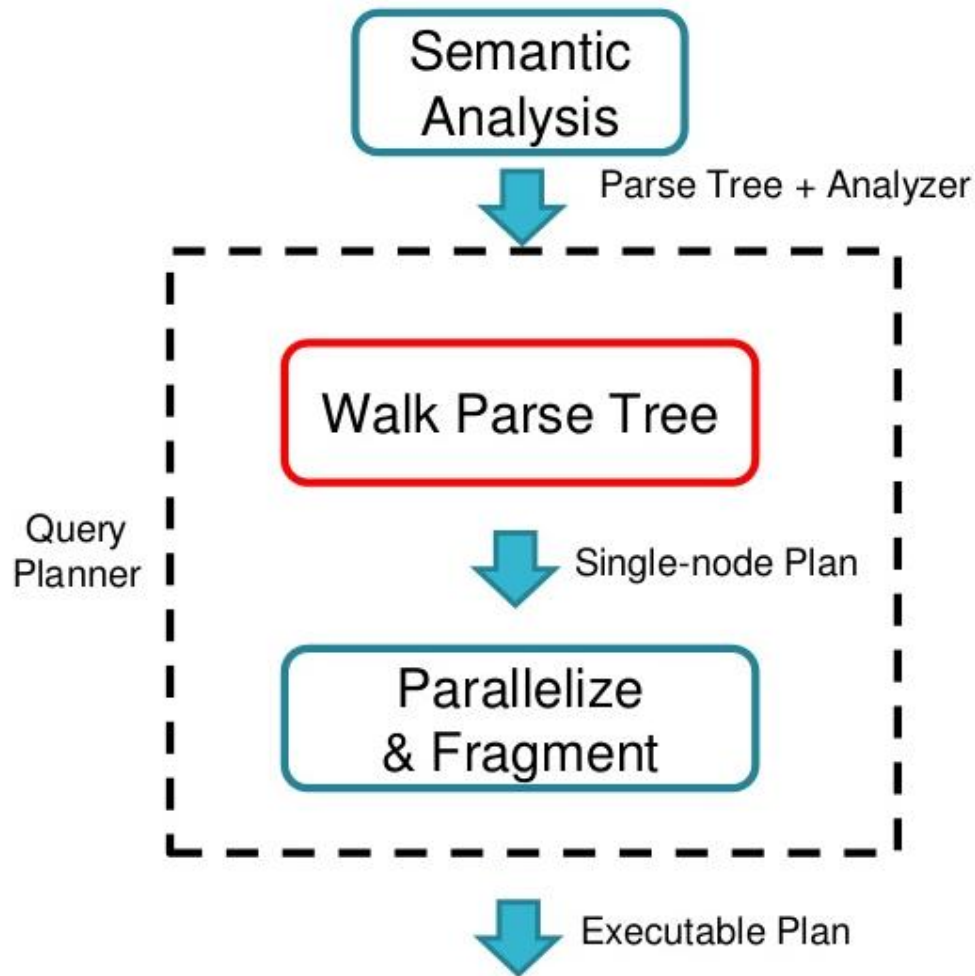 Semantic
Analysis
Parse Tree + Analyzer
Walk Parse Tree
Query
Planner
Single-node Plan
Parallelize
& Fragment
Executable Plan